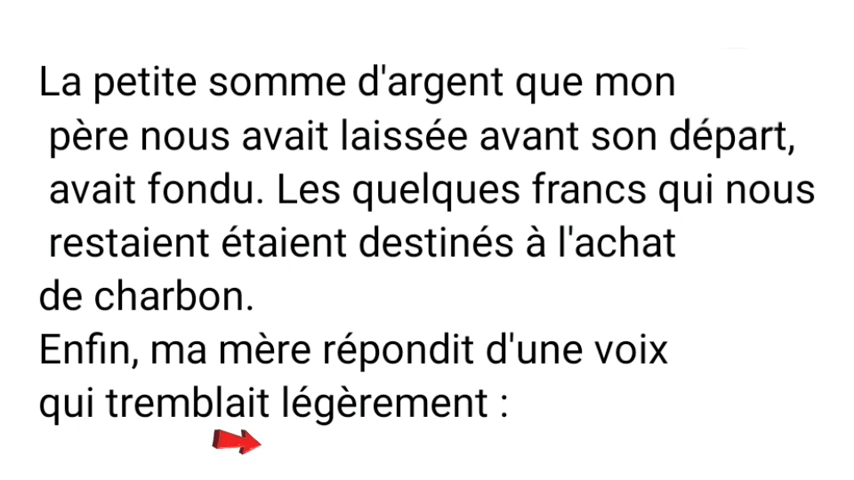 La petite somme d'argent que mon
père nous avait laissée avant son départ,
avait fondu. Les quelques francs qui nous
restaient étaient destinés à l'achat
de charbon.
Enfin, ma mère répondit d'une voix
qui tremblait légèrement :